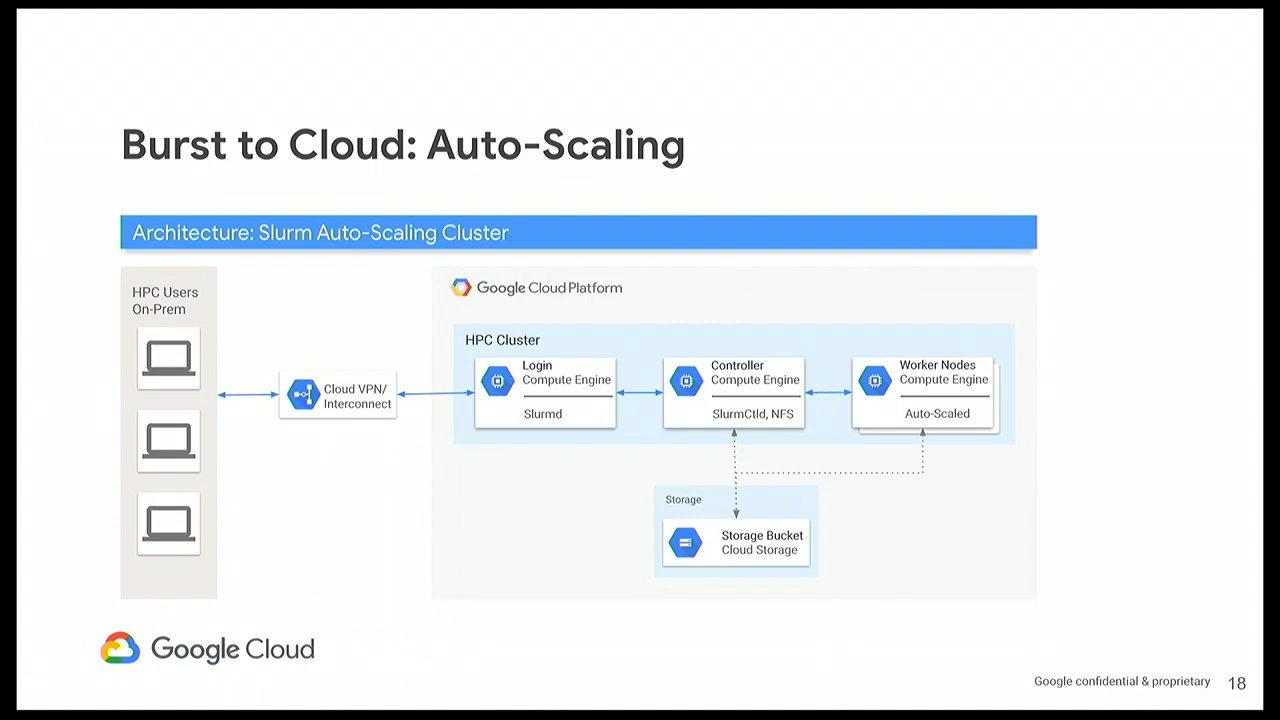 Burst to Cloud: Auto-Scaling
Architecture: Slurm Auto-Scaling Cluster
HPC Users
On-Prem
Cloud VPN/
Interconnect
Google Cloud Platform
HPC Cluster
Login
Compute Engine
Slurmd
Controller
Compute Engine
SlurmCtld, NFS
Worker Nodes
Compute Engine
Auto-Scaled
Storage
Storage Bucket
Cloud Storage
Google Cloud
Google confidential & proprietary
18